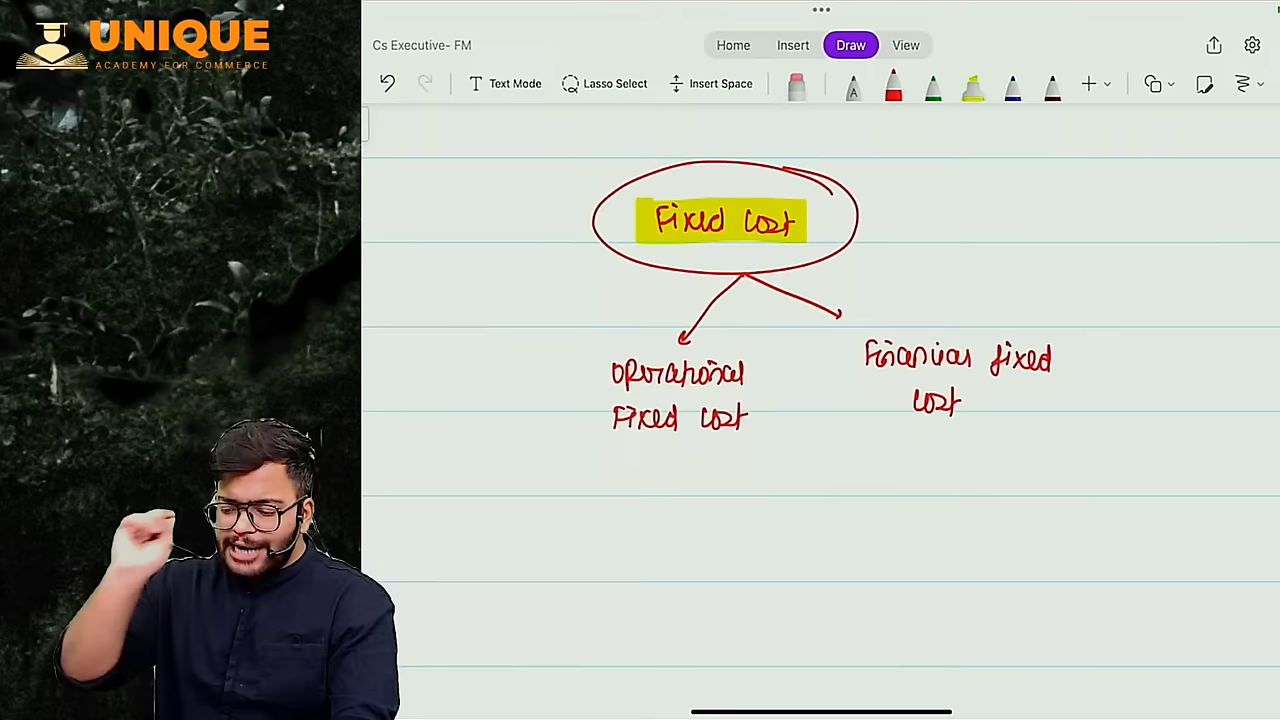 UNIQUE
ACADEMY FOR COMMERCE
Cs Executive- FM
Home Insert Draw View
Text Mode Lasso Select Insert Space
A
Fixed Cost
Operational
Fixed Cost
Financial fixed
Cost